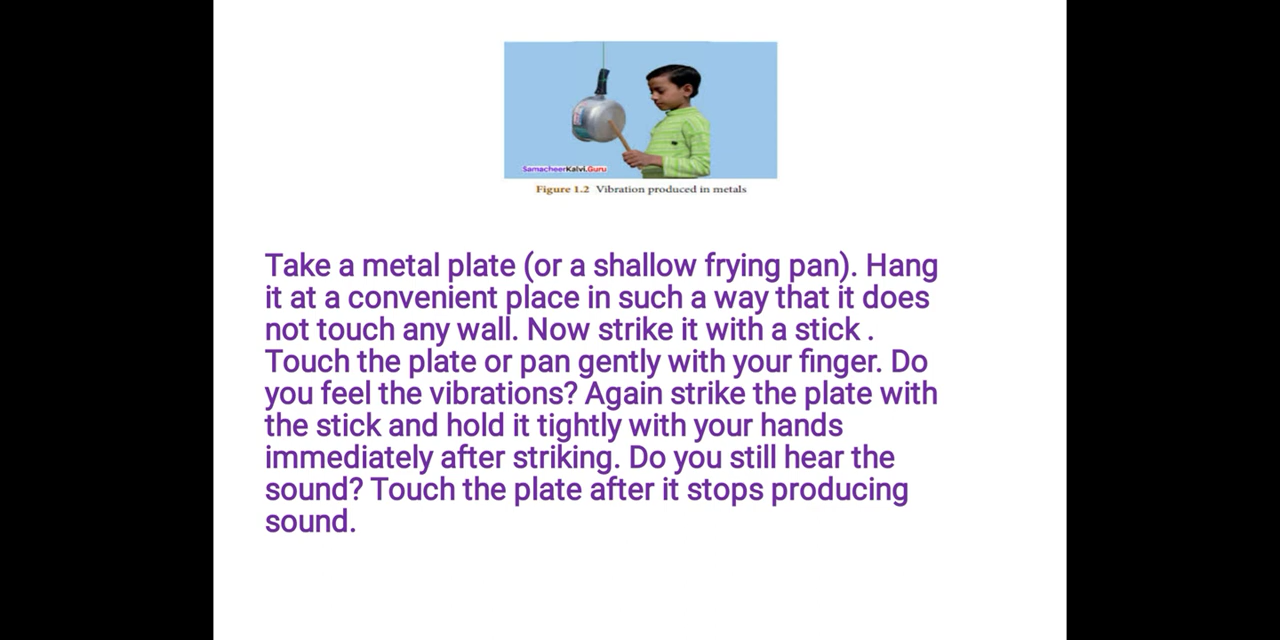 SamacheerKalvi.Guru
Figure 1.2 Vibration produced in metals
Take a metal plate (or a shallow frying pan). Hang
it at a convenient place in such a way that it does
not touch any wall. Now strike it with a stick .
Touch the plate or pan gently with your finger. Do
you feel the vibrations? Again strike the plate with
the stick and hold it tightly with your hands
immediately after striking. Do you still hear the
sound? Touch the plate after it stops producing
sound.